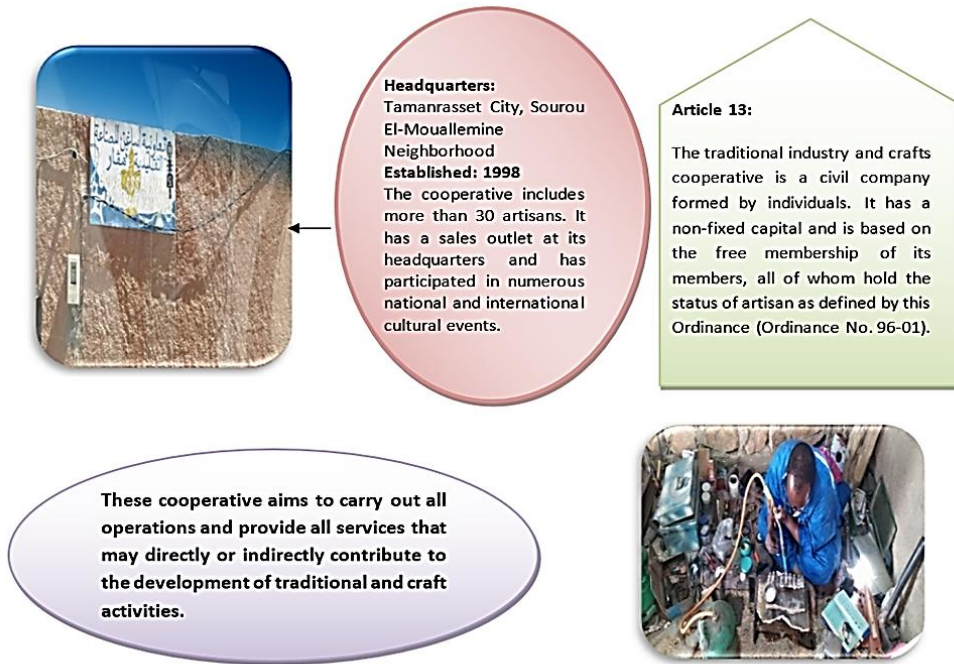 تعاونية اساغن للصناعة
التقليدية
Headquarters:
Tamanrasset City, Sourou
El-Mouallemine
Neighborhood
Established: 1998
The cooperative includes
more than 30 artisans. It
has a sales outlet at its
headquarters and has
participated in numerous
national and international
cultural events.
Article 13:
The traditional industry and crafts
cooperative is a civil company
formed by individuals. It has a
non-fixed capital and is based on
the free membership of its
members, all of whom hold the
status of artisan as defined by this
Ordinance (Ordinance No. 96-01).
These cooperative aims to carry out all
operations and provide all services that
may directly or indirectly contribute to
the development of traditional and craft
activities.